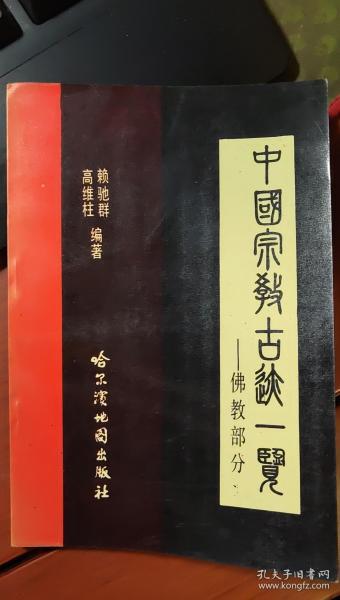 中國宗教古迹一覽
——佛教部分
赖驰群
高维柱 编著
哈尔滨地图出版社
孔夫子旧书网